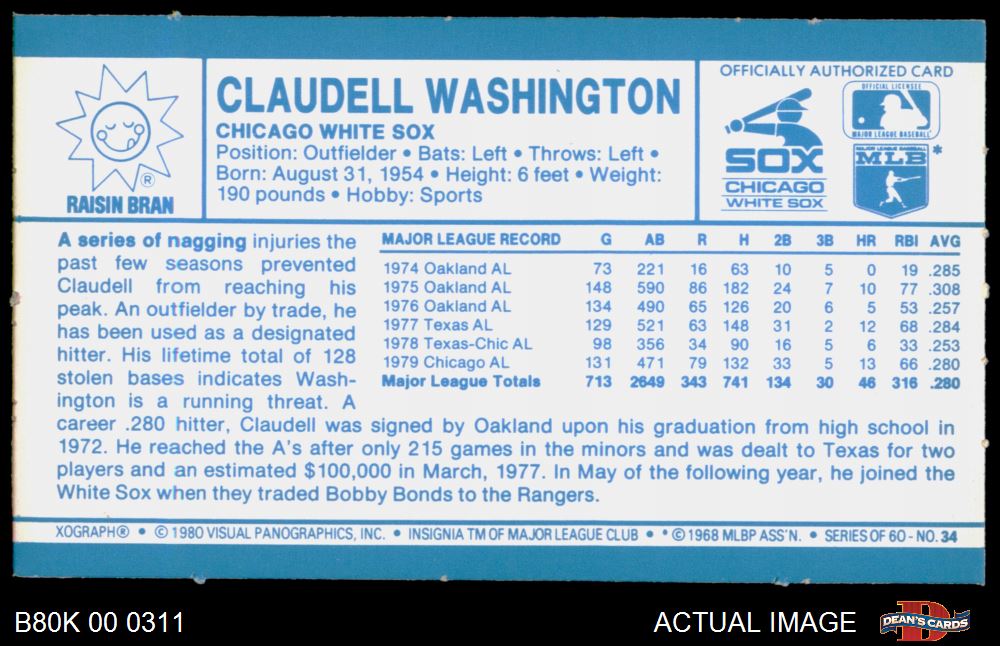 RAISIN BRAN
®
CLAUDELL WASHINGTON
CHICAGO WHITE SOX
Position: Outfielder • Bats: Left • Throws: Left •
Born: August 31, 1954 • Height: 6 feet • Weight:
190 pounds • Hobby: Sports
OFFICIALLY AUTHORIZED CARD
SOX
CHICAGO
WHITE SOX
OFFICIAL LICENSEE
MAJOR LEAGUE BASEBALL
MAJOR LEAGUE BASEBALL
MLB *
A series of nagging injuries the
past few seasons prevented
Claudell from reaching his
peak. An outfielder by trade, he
has been used as a designated
hitter. His lifetime total of 128
stolen bases indicates Wash-
ington is a running threat. A
career .280 hitter, Claudell was signed by Oakland upon his graduation from high school in
1972. He reached the A's after only 215 games in the minors and was dealt to Texas for two
players and an estimated $100,000 in March, 1977. In May of the following year, he joined the
White Sox when they traded Bobby Bonds to the Rangers.
MAJOR LEAGUE RECORD G AB R H 2B 3B HR RBI AVG
1974 Oakland AL 73 221 16 63 10 5 0 19 .285
1975 Oakland AL 148 590 86 182 24 7 10 77 .308
1976 Oakland AL 134 490 65 126 20 6 5 53 .257
1977 Texas AL 129 521 63 148 31 2 12 68 .284
1978 Texas-Chic AL 98 356 34 90 16 5 6 33 .253
1979 Chicago AL 131 471 79 132 33 5 13 66 .280
Major League Totals 713 2649 343 741 134 30 46 316 .280
XOGRAPH® • © 1980 VISUAL PANOGRAPHICS, INC. • INSIGNIA TM OF MAJOR LEAGUE CLUB • * © 1968 MLBP ASS'N. • SERIES OF 60 - NO. 34
B80K 00 0311
ACTUAL IMAGE
DEAN'S CARDS